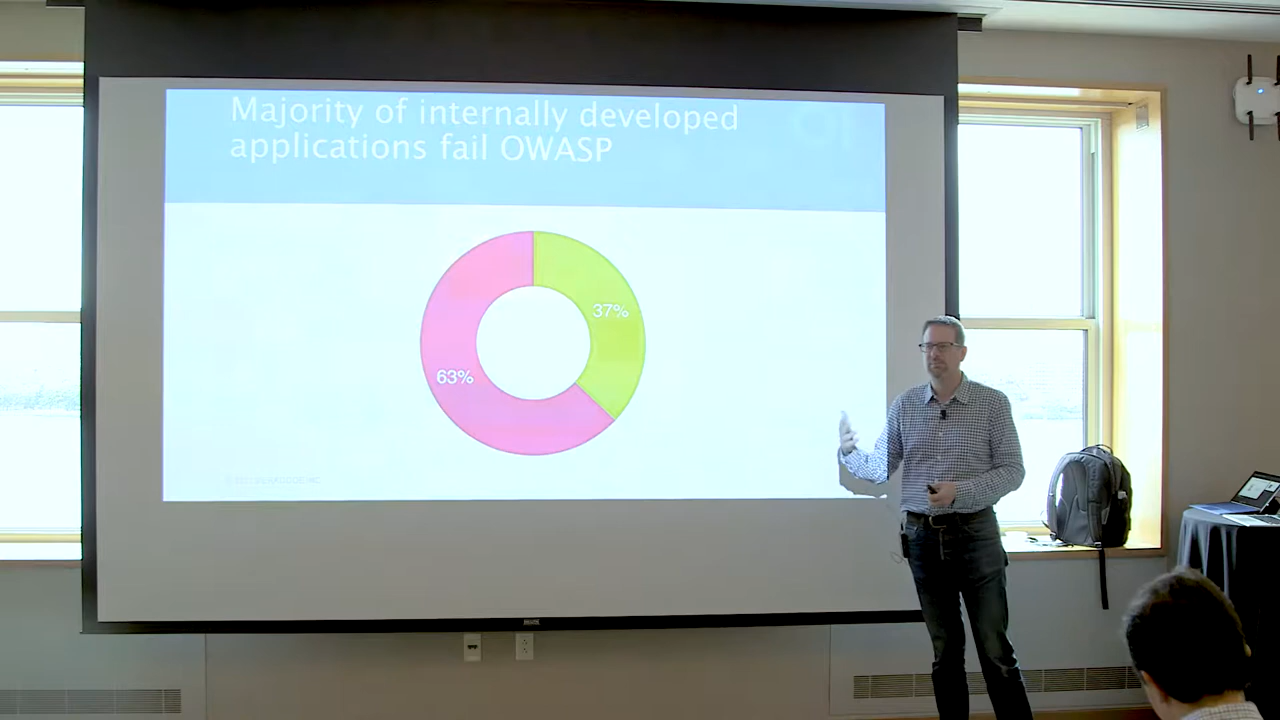 Majority of internally developed
applications fail OWASP
37%
63%